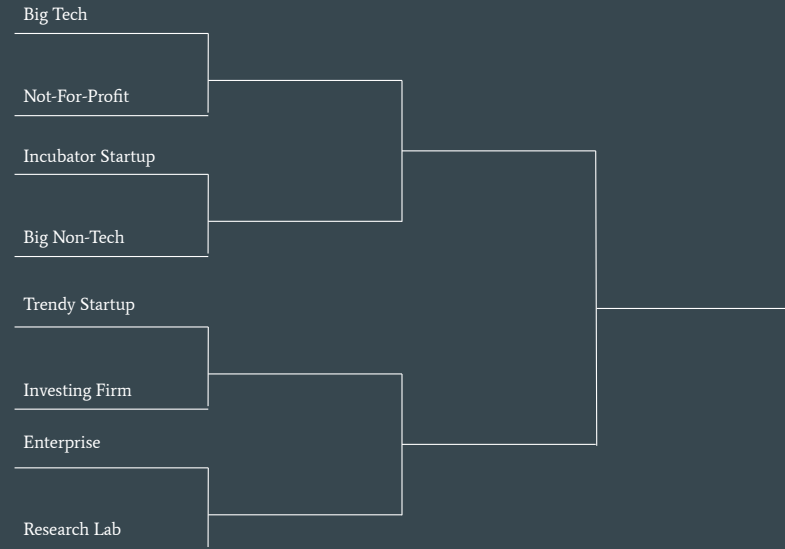 Big Tech
Not-For-Profit
Incubator Startup
Big Non-Tech
Trendy Startup
Investing Firm
Enterprise
Research Lab